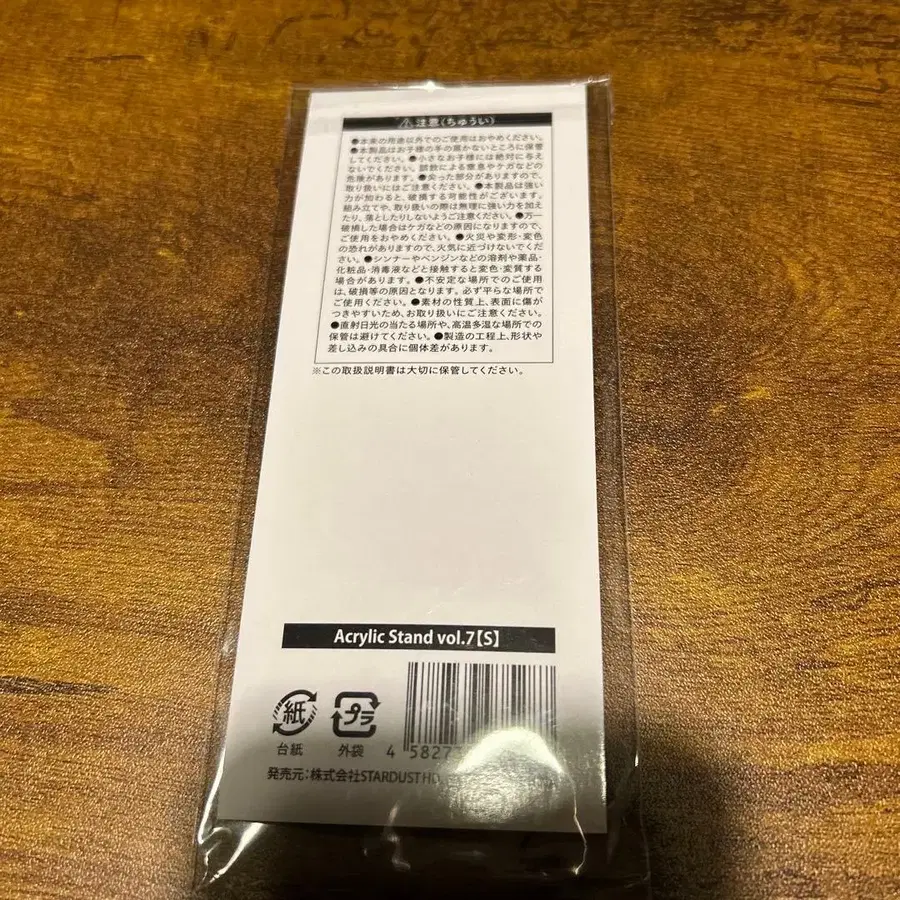 注意(ちゅうい)
●本来の用途以外でのご使用はおやめください。
●本製品はお子様の手の届かないところに保管
してください。●小さなお子様には絶対に与え
ないでください。誤飲による窒息やケガなどの
危険があります。●尖った部分がありますので、
取り扱いにはご注意ください。●本製品は強い
力が加わると、破損する可能性がございます。
組み立てや、取り扱いの際は無理に強い力を加え
たり、落としたりしないようご注意ください。●万一
破損した場合はケガなどの原因になりますので、
ご使用をおやめください。●火災や変形・変色
の恐れがありますので、火気に近づけないでくだ
さい。●シンナーやベンジンなどの溶剤や薬品・
化粧品・消毒液などと接触すると変色・変質する
場合があります。●不安定な場所でのご使用
は、破損等の原因となります。必ず平らな場所で
ご使用ください。●素材の性質上、表面に傷が
つきやすいため、お取り扱いにご注意ください。
●直射日光の当たる場所や、高温多湿な場所での
保管は避けてください。●製造の工程上、形状や
差し込みの具合に個体差があります。
※この取扱説明書は大切に保管してください。
Acrylic Stand vol.7【S】
紙 プラ
台紙 外袋 4 58273
発売元:株式会社STARDUST